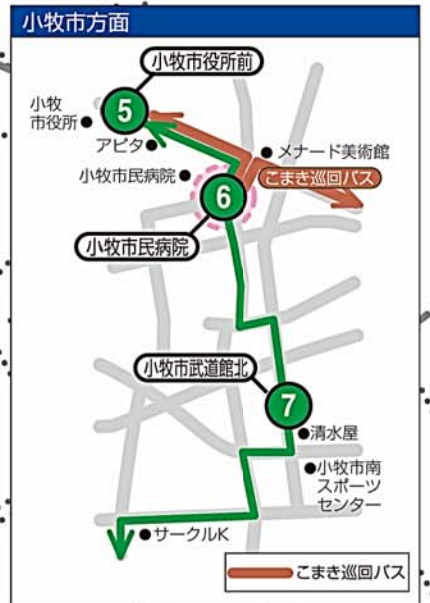 小牧市方面
小牧市役所前
5
小牧
市役所
アピタ
メナード美術館
小牧市民病院
こまき巡回バス
6
小牧市民病院
小牧市武道館北
7
清水屋
小牧市南
スポーツ
センター
サークルK
こまき巡回バス